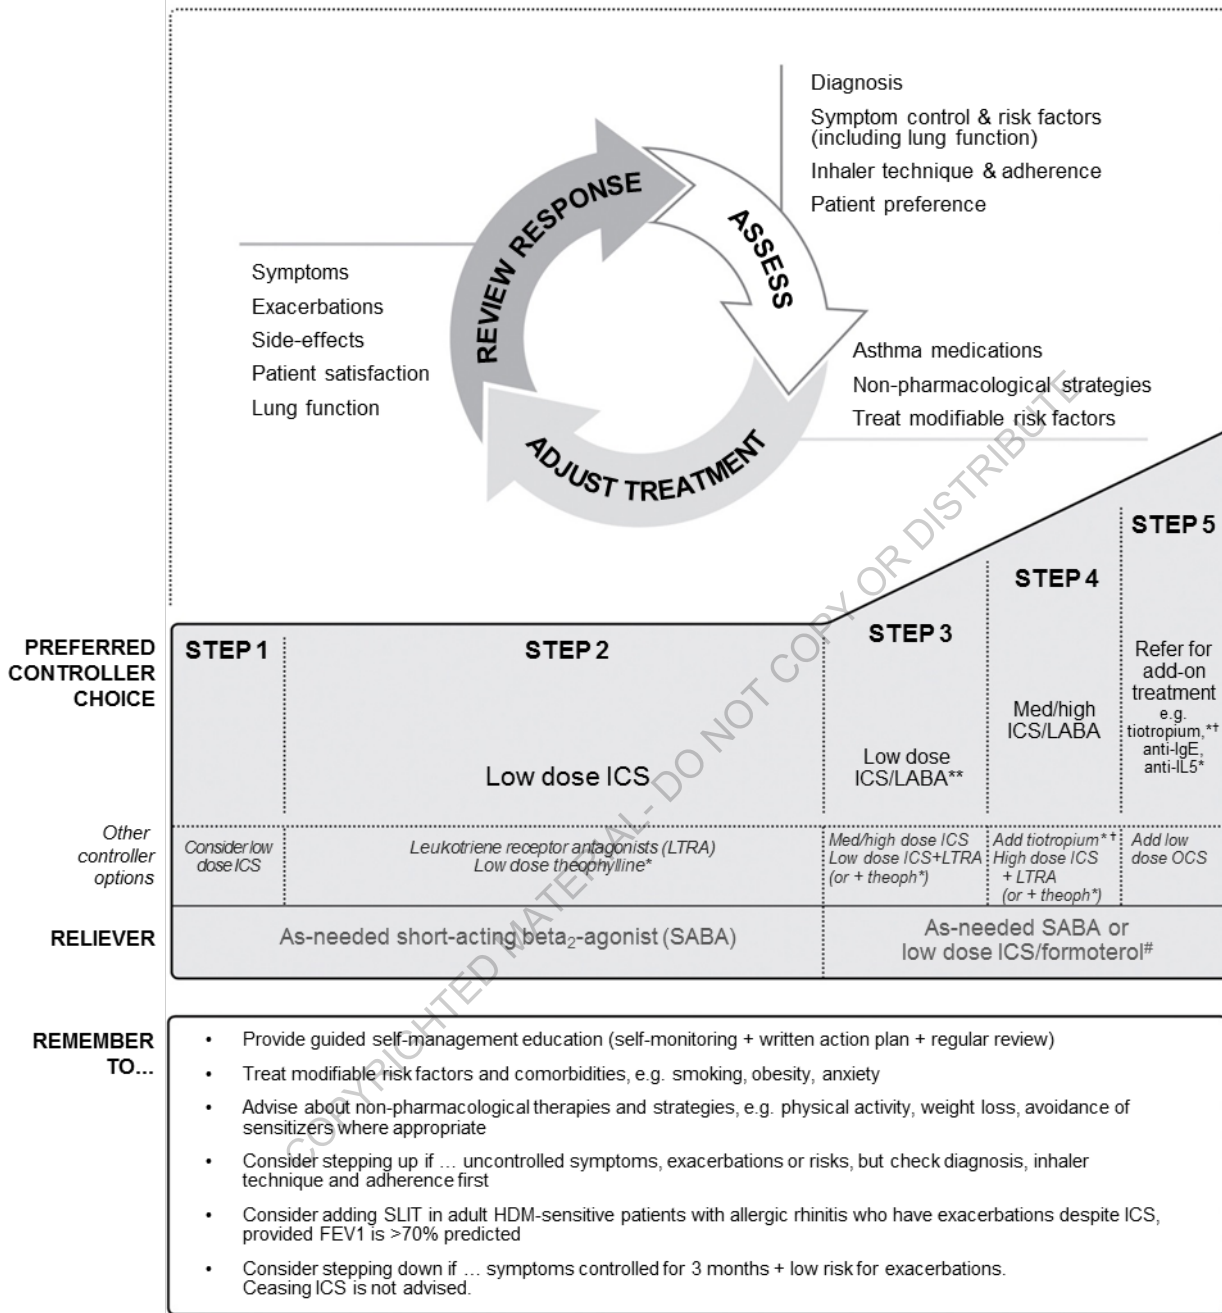 Diagnosis
Symptom control & risk factors
(including lung function)
Inhaler technique & adherence
Patient preference
REVIEW RESPONSE
ASSESS
ADJUST TREATMENT
Symptoms
Exacerbations
Side-effects
Patient satisfaction
Lung function
Asthma medications
Non-pharmacological strategies
Treat modifiable risk factors
COPYRIGHTED MATERIAL- DO NOT COPY OR DISTRIBUTE
PREFERRED
CONTROLLER
CHOICE
STEP 1
STEP 2
Low dose ICS
STEP 3
Low dose
ICS/LABA**
STEP 4
Med/high
ICS/LABA
STEP 5
Refer for
add-on
treatment
e.g.
tiotropium,*†
anti-IgE,
anti-IL5*
Other
controller
options
Consider low
dose ICS
Leukotriene receptor antagonists (LTRA)
Low dose theophylline*
Med/high dose ICS
Low dose ICS+LTRA
(or + theoph*)
Add tiotropium*†
High dose ICS
+ LTRA
(or + theoph*)
Add low
dose OCS
RELIEVER
As-needed short-acting beta₂-agonist (SABA)
As-needed SABA or
low dose ICS/formoterol#
REMEMBER
TO...
• Provide guided self-management education (self-monitoring + written action plan + regular review)
• Treat modifiable risk factors and comorbidities, e.g. smoking, obesity, anxiety
• Advise about non-pharmacological therapies and strategies, e.g. physical activity, weight loss, avoidance of
sensitizers where appropriate
• Consider stepping up if ... uncontrolled symptoms, exacerbations or risks, but check diagnosis, inhaler
technique and adherence first
• Consider adding SLIT in adult HDM-sensitive patients with allergic rhinitis who have exacerbations despite ICS,
provided FEV1 is >70% predicted
• Consider stepping down if ... symptoms controlled for 3 months + low risk for exacerbations.
Ceasing ICS is not advised.